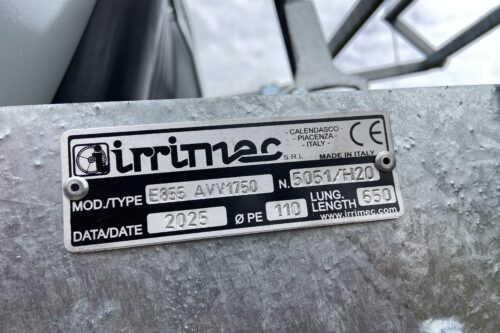 irrimec S.R.L.
- CALENDASCO -
- PIACENZA -
- ITALY -
CE
MADE IN ITALY
MOD./TYPE E855 AVV1750 N. 5051/H20
DATA/DATE 2025 Ø PE 110 LUNG. LENGTH 550
www.irrimec.com